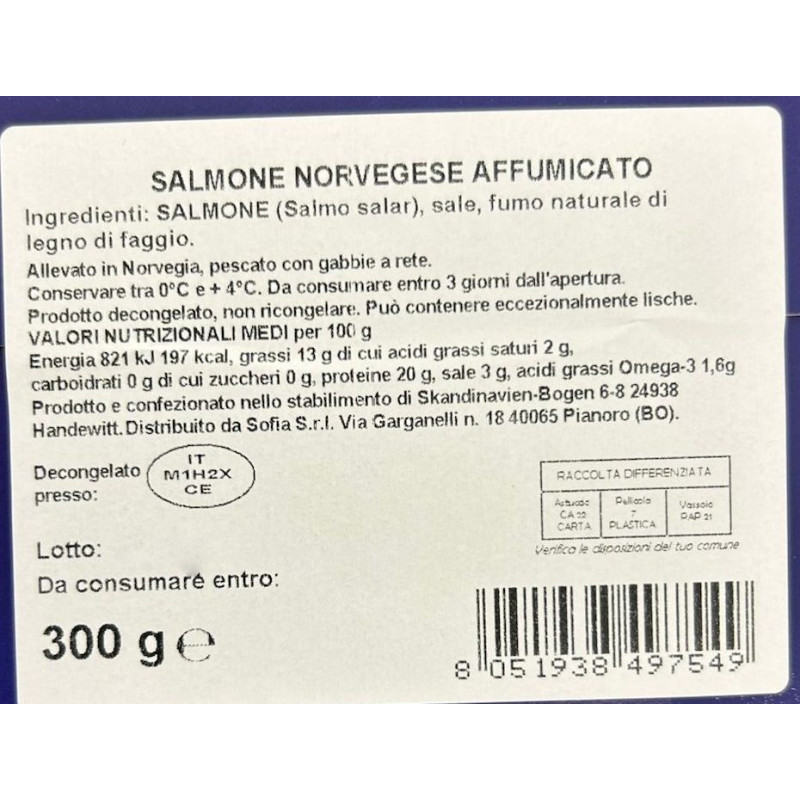 SALMONE NORVEGESE AFFUMICATO
Ingredienti: SALMONE (Salmo salar), sale, fumo naturale di
legno di faggio.
Allevato in Norvegia, pescato con gabbie a rete.
Conservare tra 0°C e + 4°C. Da consumare entro 3 giorni dall'apertura.
Prodotto decongelato, non ricongelare. Può contenere eccezionalmente lische.
VALORI NUTRIZIONALI MEDI per 100 g
Energia 821 kJ 197 kcal, grassi 13 g di cui acidi grassi saturi 2 g,
carboidrati 0 g di cui zuccheri 0 g, proteine 20 g, sale 3 g, acidi grassi Omega-3 1,6g
Prodotto e confezionato nello stabilimento di Skandinavien-Bogen 6-8 24938
Handewitt. Distribuito da Sofia S.r.l. Via Garganelli n. 18 40065 Pianoro (BO).
Decongelato
presso:
IT
M1H2X
CE
RACCOLTA DIFFERENZIATA
Astuccio
CA 22
CARTA
Pellicola
7
PLASTICA
Vassoio
PAP 21
Verifica le disposizioni del tuo comune
Lotto:
Da consumare entro:
300 g ℮
8 051938 497549